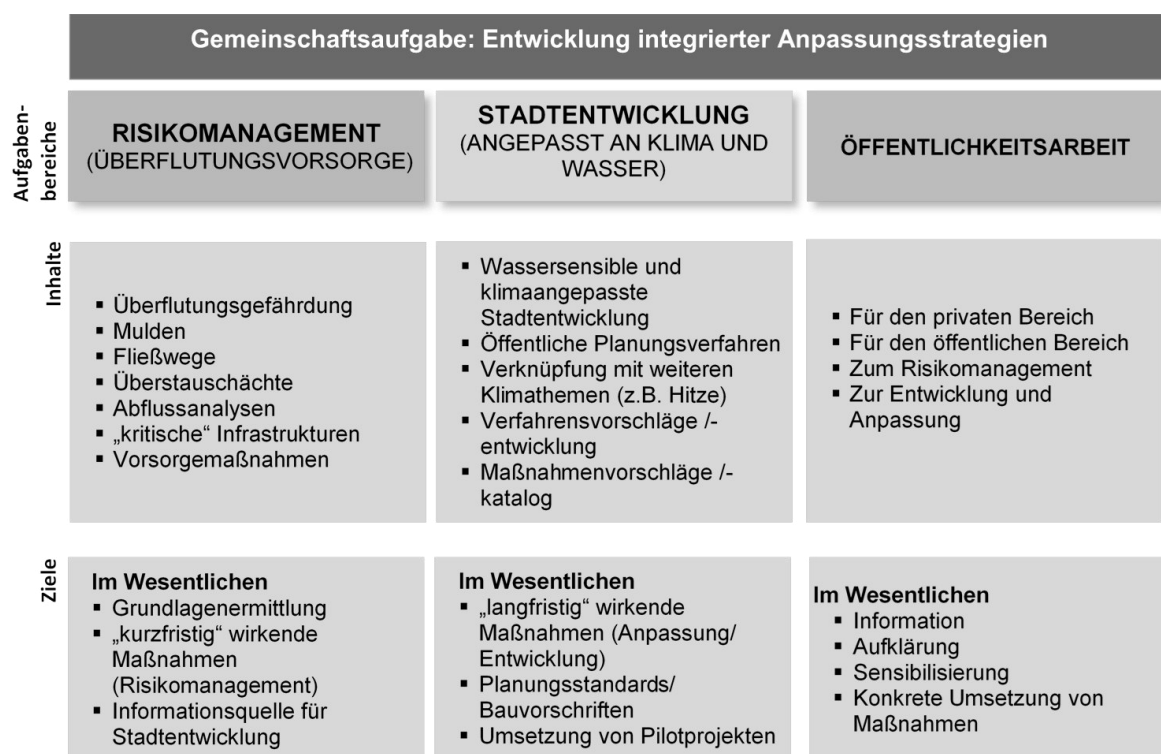 Gemeinschaftsaufgabe: Entwicklung integrierter Anpassungsstrategien
Aufgaben-
bereiche
RISIKOMANAGEMENT
(ÜBERFLUTUNGSVORSORGE)
STADTENTWICKLUNG
(ANGEPASST AN KLIMA UND
WASSER)
ÖFFENTLICHKEITSARBEIT
Inhalte
▪ Überflutungsgefährdung
▪ Mulden
▪ Fließwege
▪ Überstauschächte
▪ Abflussanalysen
▪ „kritische“ Infrastrukturen
▪ Vorsorgemaßnahmen
▪ Wassersensible und
klimaangepasste
Stadtentwicklung
▪ Öffentliche Planungsverfahren
▪ Verknüpfung mit weiteren
Klimathemen (z.B. Hitze)
▪ Verfahrensvorschläge /-
entwicklung
▪ Maßnahmenvorschläge /-
katalog
▪ Für den privaten Bereich
▪ Für den öffentlichen Bereich
▪ Zum Risikomanagement
▪ Zur Entwicklung und
Anpassung
Ziele
Im Wesentlichen
▪ Grundlagenermittlung
▪ „kurzfristig“ wirkende
Maßnahmen
(Risikomanagement)
▪ Informationsquelle für
Stadtentwicklung
Im Wesentlichen
▪ „langfristig“ wirkende
Maßnahmen (Anpassung/
Entwicklung)
▪ Planungsstandards/
Bauvorschriften
▪ Umsetzung von Pilotprojekten
Im Wesentlichen
▪ Information
▪ Aufklärung
▪ Sensibilisierung
▪ Konkrete Umsetzung von
Maßnahmen